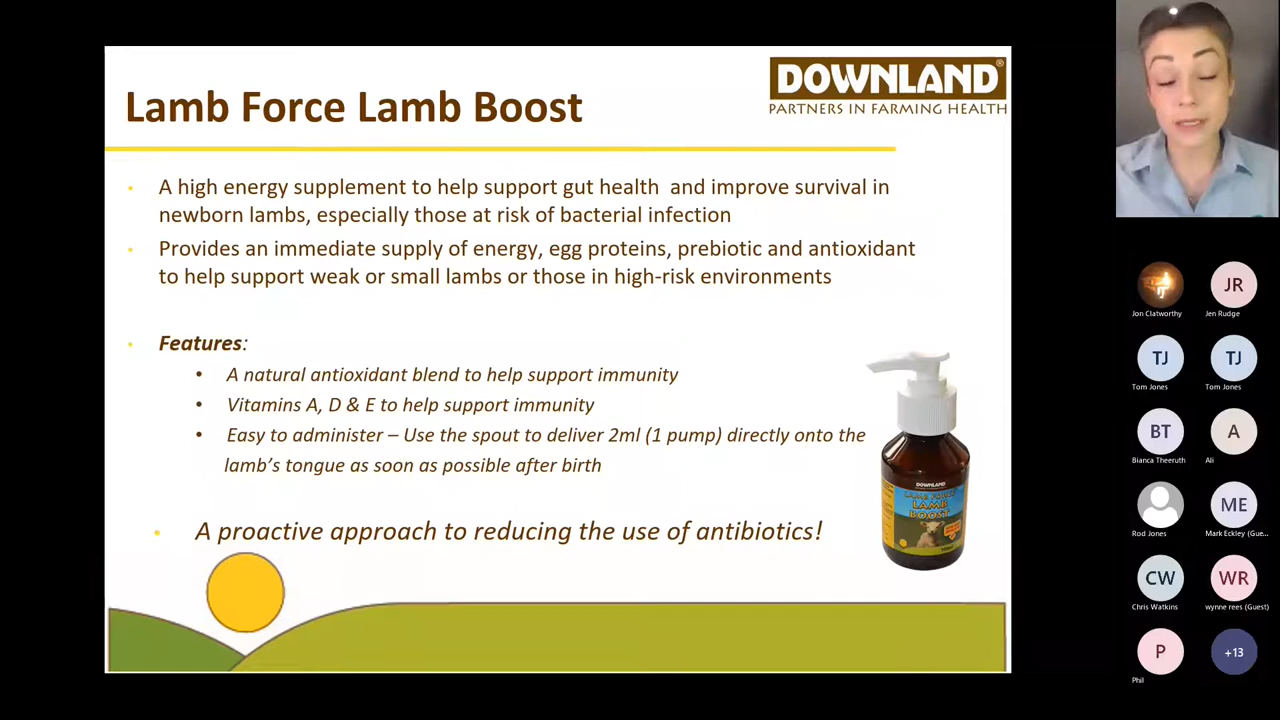 DOWNLAND®
PARTNERS IN FARMING HEALTH
Lamb Force Lamb Boost
A high energy supplement to help support gut health and improve survival in
newborn lambs, especially those at risk of bacterial infection
Provides an immediate supply of energy, egg proteins, prebiotic and antioxidant
to help support weak or small lambs or those in high-risk environments
Features:
A natural antioxidant blend to help support immunity
Vitamins A, D & E to help support immunity
Easy to administer – Use the spout to deliver 2ml (1 pump) directly onto the
lamb's tongue as soon as possible after birth
A proactive approach to reducing the use of antibiotics!
DOWNLAND
LAMB FORCE
LAMB
BOOST
JR
Jon Clatworthy
Jen Rudge
TJ
TJ
Tom Jones
Tom Jones
BT
A
Bianca Theeruth
Ali
ME
Rod Jones
Mark Eckley (Gue...
CW
WR
Chris Watkins
wynne rees (Guest)
P
+13
Phil